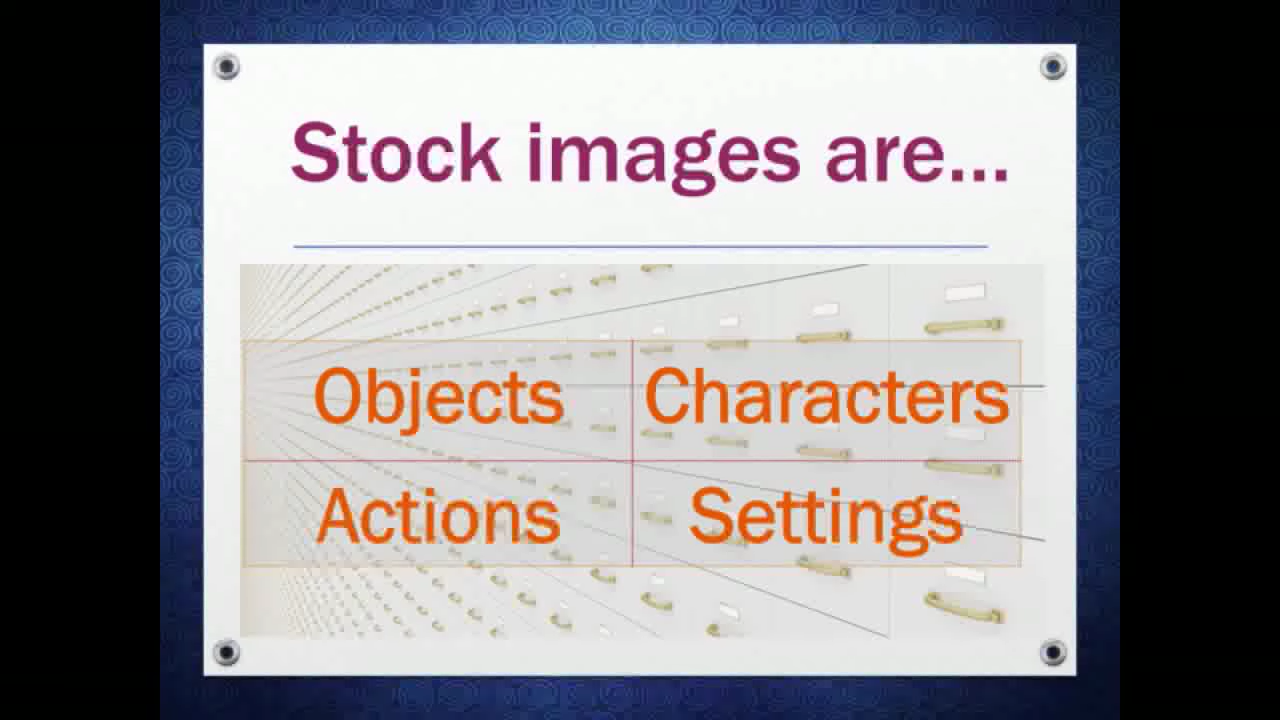 Stock images are...
Objects
Characters
Actions
Settings